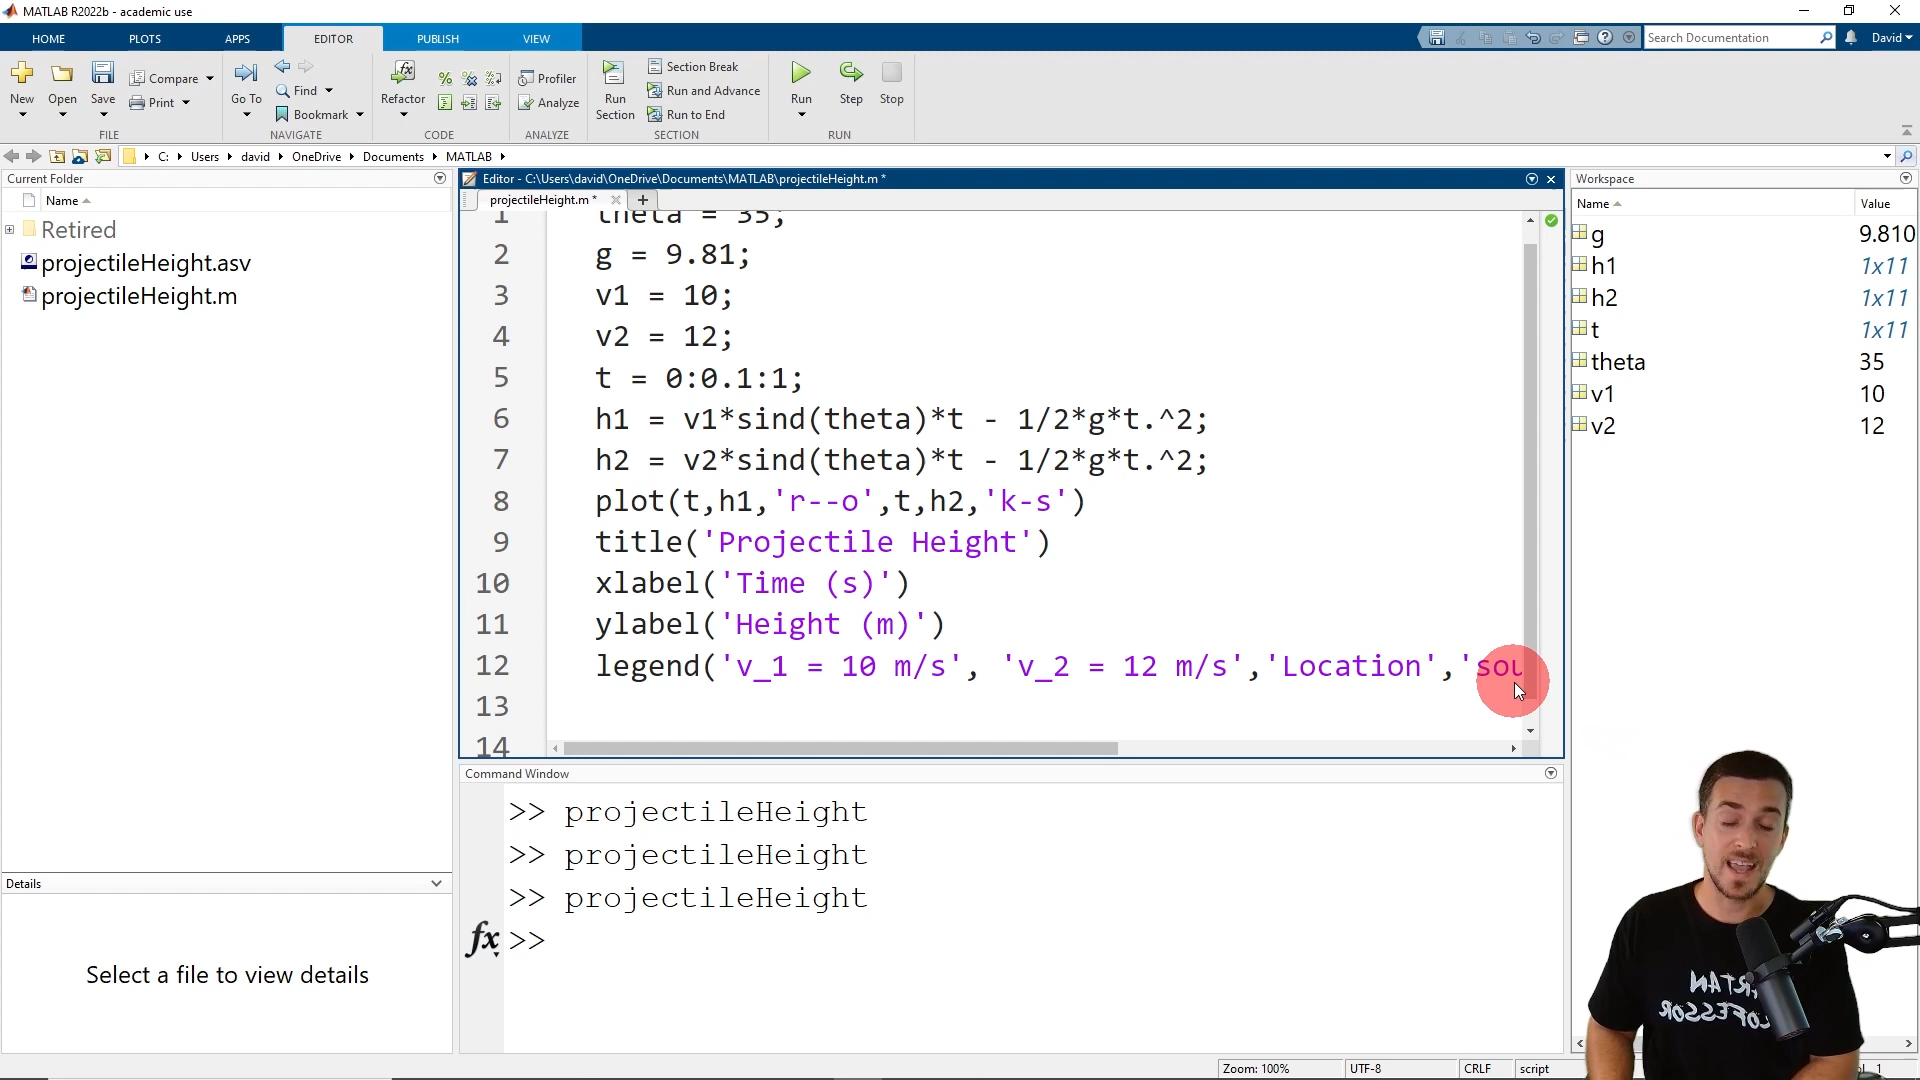 MATLAB R2022b - academic use
HOME PLOTS APPS EDITOR PUBLISH VIEW
Search Documentation
David
New
Open
Save
Compare
Print
FILE
Go To
Find
Bookmark
NAVIGATE
Refactor
CODE
Profiler
Analyze
ANALYZE
Run Section
Section Break
Run and Advance
Run to End
SECTION
Run
Step
Stop
RUN
C: Users david OneDrive Documents MATLAB
Current Folder
Name
Retired
projectileHeight.asv
projectileHeight.m
Details
Select a file to view details
Editor - C:\Users\david\OneDrive\Documents\MATLAB\projectileHeight.m *
projectileHeight.m *
1 theta = 35;
2 g = 9.81;
3 v1 = 10;
4 v2 = 12;
5 t = 0:0.1:1;
6 h1 = v1*sind(theta)*t - 1/2*g*t.^2;
7 h2 = v2*sind(theta)*t - 1/2*g*t.^2;
8 plot(t,h1,'r--o',t,h2,'k-s')
9 title('Projectile Height')
10 xlabel('Time (s)')
11 ylabel('Height (m)')
12 legend('v_1 = 10 m/s', 'v_2 = 12 m/s','Location','sou
13
14
Command Window
>> projectileHeight
>> projectileHeight
>> projectileHeight
fx >>
Workspace
Name Value
g 9.810
h1 1x11
h2 1x11
t 1x11
theta 35
v1 10
v2 12
Zoom: 100% UTF-8 CRLF script